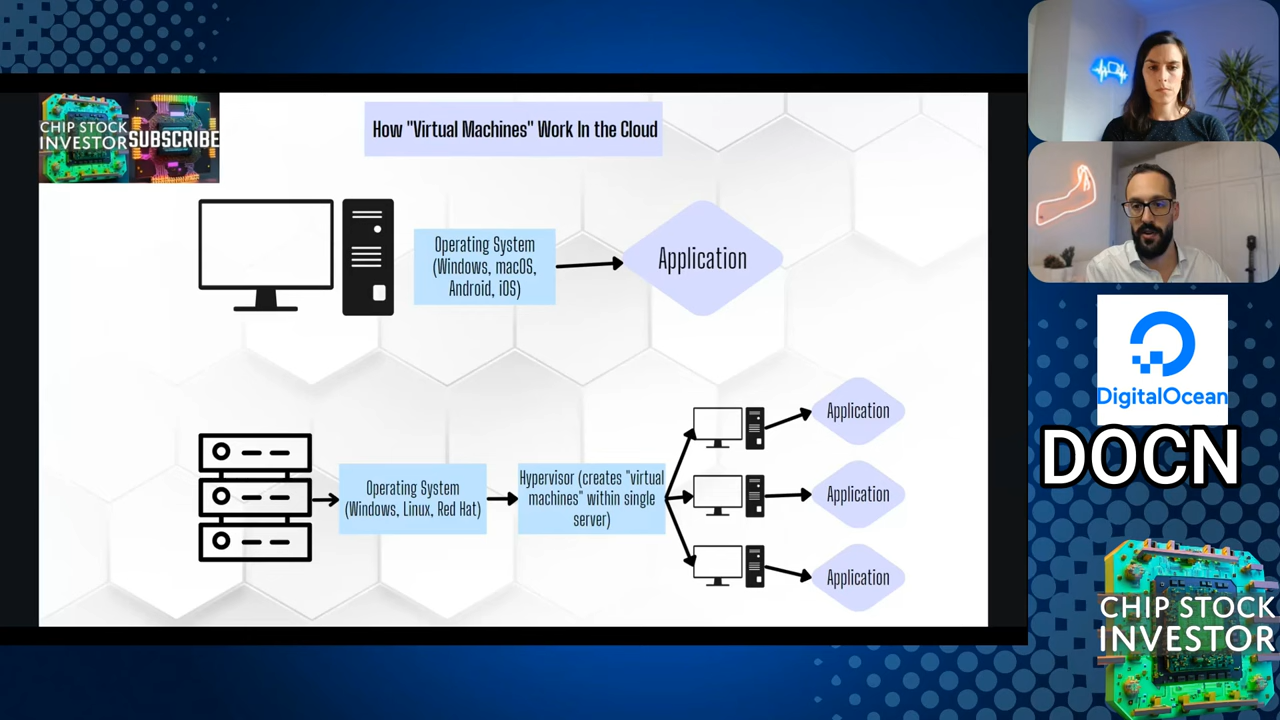 CHIP STOCK
INVESTOR
SUBSCRIBE
How "Virtual Machines" Work In the Cloud
Operating System
(Windows, macOS,
Android, iOS)
Application
Operating System
(Windows, Linux, Red Hat)
Hypervisor (creates "virtual
machines" within single
server)
Application
Application
Application
DigitalOcean
DOCN
CHIP STOCK
INVESTOR